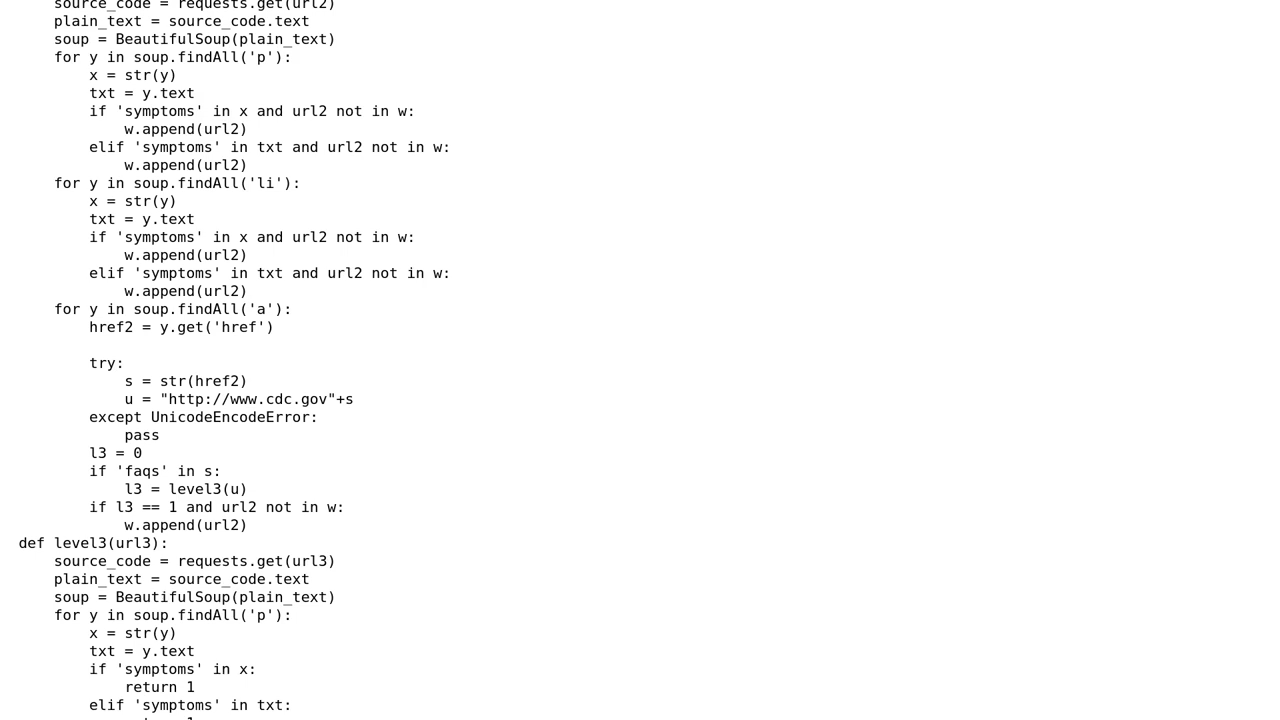 source_code = requests.get(url2)
plain_text = source_code.text
soup = BeautifulSoup(plain_text)
for y in soup.findAll('p'):
x = str(y)
txt = y.text
if 'symptoms' in x and url2 not in w:
w.append(url2)
elif 'symptoms' in txt and url2 not in w:
w.append(url2)
for y in soup.findAll('li'):
x = str(y)
txt = y.text
if 'symptoms' in x and url2 not in w:
w.append(url2)
elif 'symptoms' in txt and url2 not in w:
w.append(url2)
for y in soup.findAll('a'):
href2 = y.get('href')
try:
s = str(href2)
u = "http://www.cdc.gov"+s
except UnicodeEncodeError:
pass
l3 = 0
if 'faqs' in s:
l3 = level3(u)
if l3 == 1 and url2 not in w:
w.append(url2)
def level3(url3):
source_code = requests.get(url3)
plain_text = source_code.text
soup = BeautifulSoup(plain_text)
for y in soup.findAll('p'):
x = str(y)
txt = y.text
if 'symptoms' in x:
return 1
elif 'symptoms' in txt: